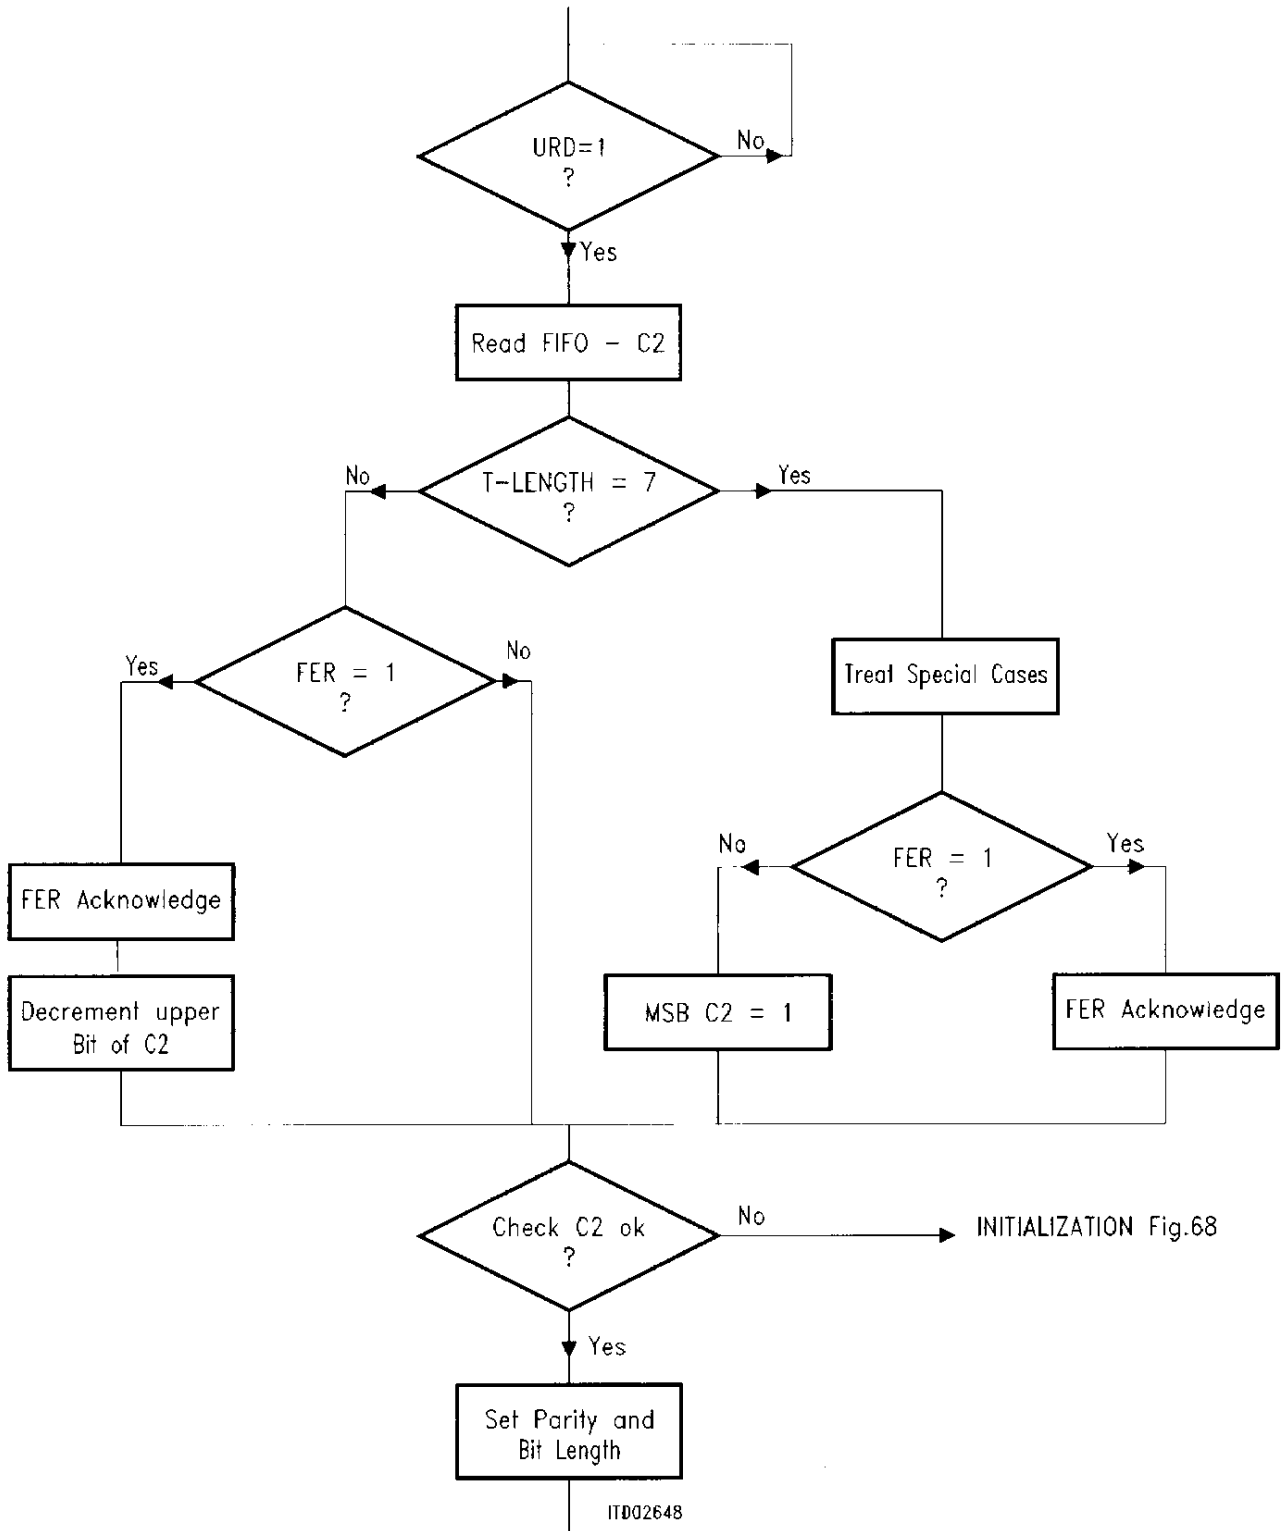 URD=1
?
No
Yes
Read FIFO - C2
T-LENGTH = 7
?
No
Yes
FER = 1
?
Yes
No
Treat Special Cases
FER = 1
?
No
Yes
FER Acknowledge
Decrement upper
Bit of C2
MSB C2 = 1
FER Acknowledge
Check C2 ok
?
No
INITIALIZATION Fig.68
Yes
Set Parity and
Bit Length
ITD02648